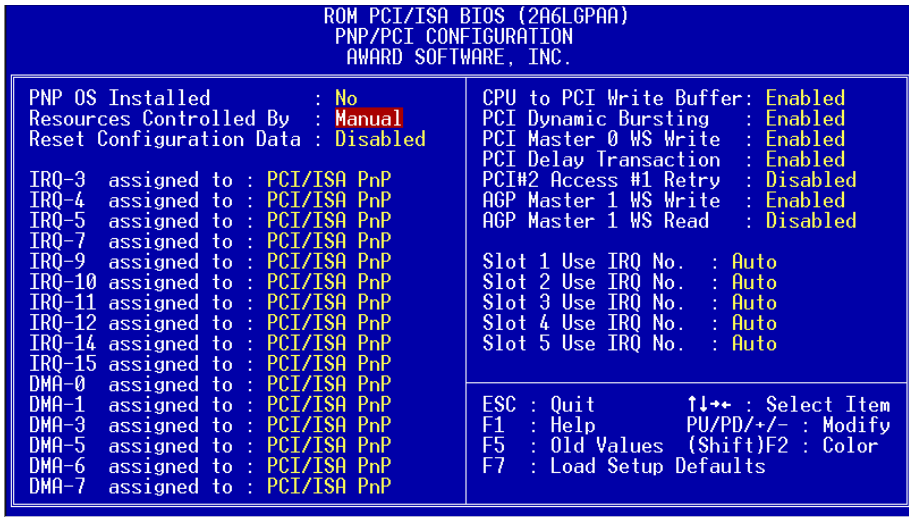 ROM PCI/ISA BIOS (2A6LGPAA)
PNP/PCI CONFIGURATION
AWARD SOFTWARE, INC.
PNP OS Installed : No
Resources Controlled By : Manual
Reset Configuration Data : Disabled
IRQ-3 assigned to : PCI/ISA PnP
IRQ-4 assigned to : PCI/ISA PnP
IRQ-5 assigned to : PCI/ISA PnP
IRQ-7 assigned to : PCI/ISA PnP
IRQ-9 assigned to : PCI/ISA PnP
IRQ-10 assigned to : PCI/ISA PnP
IRQ-11 assigned to : PCI/ISA PnP
IRQ-12 assigned to : PCI/ISA PnP
IRQ-14 assigned to : PCI/ISA PnP
IRQ-15 assigned to : PCI/ISA PnP
DMA-0 assigned to : PCI/ISA PnP
DMA-1 assigned to : PCI/ISA PnP
DMA-3 assigned to : PCI/ISA PnP
DMA-5 assigned to : PCI/ISA PnP
DMA-6 assigned to : PCI/ISA PnP
DMA-7 assigned to : PCI/ISA PnP
CPU to PCI Write Buffer: Enabled
PCI Dynamic Bursting : Enabled
PCI Master 0 WS Write : Enabled
PCI Delay Transaction : Enabled
PCI#2 Access #1 Retry : Disabled
AGP Master 1 WS Write : Enabled
AGP Master 1 WS Read : Disabled
Slot 1 Use IRQ No. : Auto
Slot 2 Use IRQ No. : Auto
Slot 3 Use IRQ No. : Auto
Slot 4 Use IRQ No. : Auto
Slot 5 Use IRQ No. : Auto
ESC : Quit ↑↓→← : Select Item
F1 : Help PU/PD/+/- : Modify
F5 : Old Values (Shift)F2 : Color
F7 : Load Setup Defaults